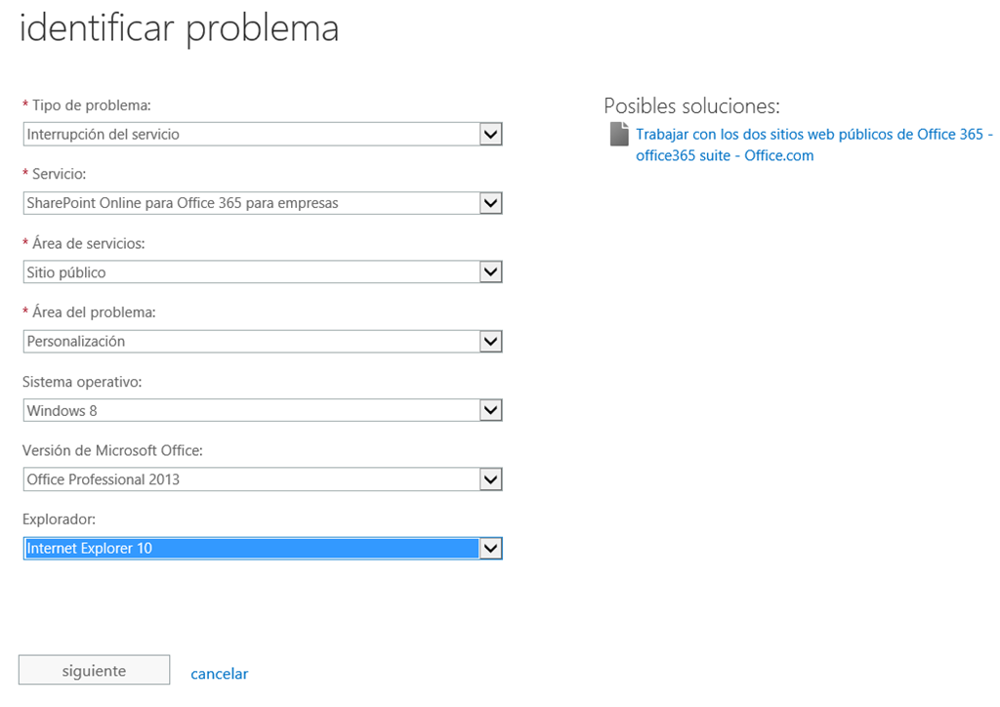 identificar problema
* Tipo de problema:
Interrupción del servicio
* Servicio:
SharePoint Online para Office 365 para empresas
* Área de servicios:
Sitio público
* Área del problema:
Personalización
Sistema operativo:
Windows 8
Versión de Microsoft Office:
Office Professional 2013
Explorador:
Internet Explorer 10
siguiente
cancelar
Posibles soluciones:
Trabajar con los dos sitios web públicos de Office 365 -
office365 suite - Office.com